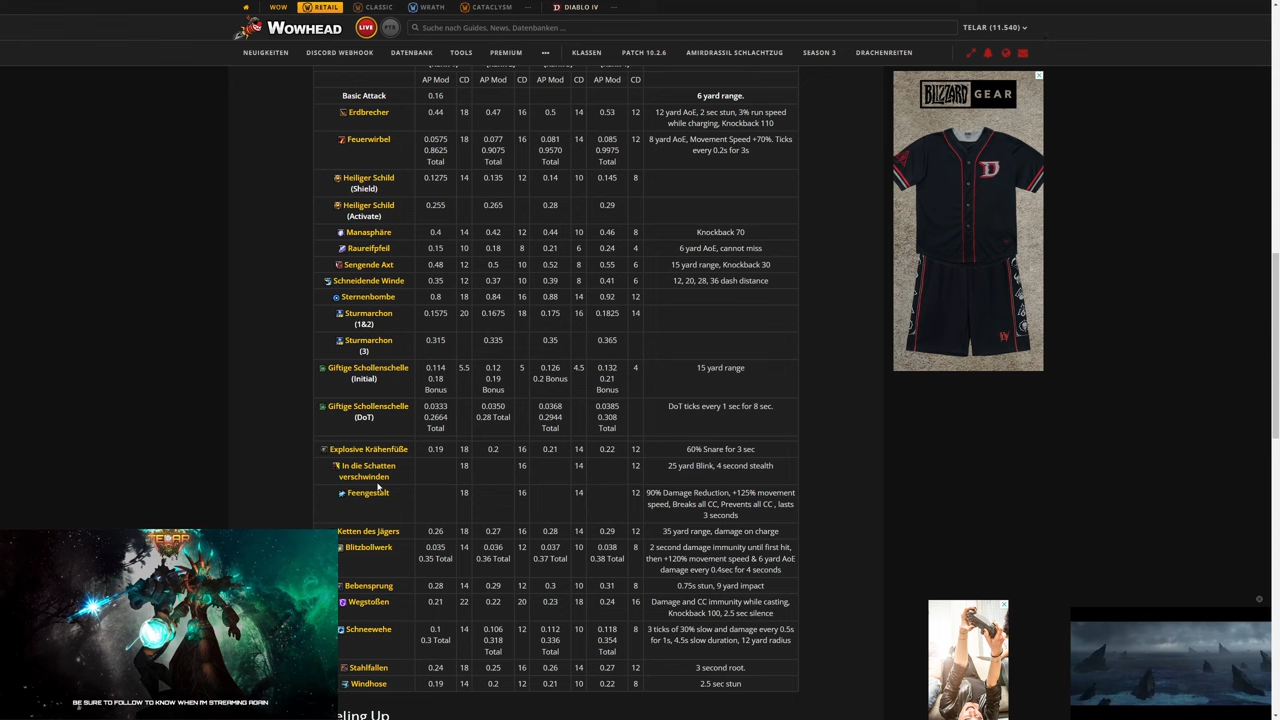 WOW
RETAIL
CLASSIC
WRATH
CATACLYSM
DIABLO IV
WOWHEAD
LIVE
PTR
Suche nach Guides, News, Datenbanken ...
TELAR (11.540)
NEUIGKEITEN DISCORD WEBHOOK DATENBANK TOOLS PREMIUM ••• KLASSEN PATCH 10.2.6 AMIRDRASSIL SCHLACHTZUG SEASON 3 DRACHENREITEN
AP Mod CD AP Mod CD AP Mod CD AP Mod CD
Basic Attack 0.16 6 yard range.
Erdbrecher 0.44 18 0.47 16 0.5 14 0.53 12 12 yard AoE, 2 sec stun, 3% run speed
while charging, Knockback 110
Feuerwirbel 0.0575 18 0.077 16 0.081 14 0.085 12 8 yard AoE, Movement Speed +70%. Ticks
0.8625 0.9075 0.9570 0.9975 every 0.2s for 3s
Total Total Total Total
Heiliger Schild 0.1275 14 0.135 12 0.14 10 0.145 8
(Shield)
Heiliger Schild 0.255 0.265 0.28 0.29
(Activate)
Manasphäre 0.4 14 0.42 12 0.44 10 0.46 8 Knockback 70
Raureifpfeil 0.15 10 0.18 8 0.21 6 0.24 4 6 yard AoE, cannot miss
Sengende Axt 0.48 12 0.5 10 0.52 8 0.55 6 15 yard range, Knockback 30
Schneidende Winde 0.35 12 0.37 10 0.39 8 0.41 6 12, 20, 28, 36 dash distance
Sternenbombe 0.8 18 0.84 16 0.88 14 0.92 12
Sturmarchon 0.1575 20 0.1675 18 0.175 16 0.1825 14
(1&2)
Sturmarchon 0.315 0.335 0.35 0.365
(3)
Giftige Schollenschelle 0.114 5.5 0.12 5 0.126 4.5 0.132 4 15 yard range
(Initial) 0.18 0.19 0.2 Bonus 0.21
Bonus Bonus Bonus
Giftige Schollenschelle 0.0333 0.0350 0.0368 0.0385 DoT ticks every 1 sec for 8 sec.
(DoT) 0.2664 0.28 Total 0.2944 0.308
Total Total Total
Explosive Krähenfüße 0.19 18 0.2 16 0.21 14 0.22 12 60% Snare for 3 sec
In die Schatten 18 16 14 12 25 yard Blink, 4 second stealth
verschwinden
Feengestalt 18 16 14 12 90% Damage Reduction, +125% movement
speed, Breaks all CC, Prevents all CC , lasts
3 seconds
Ketten des Jägers 0.26 18 0.27 16 0.28 14 0.29 12 35 yard range, damage on charge
Blitzbollwerk 0.035 14 0.036 12 0.037 10 0.038 8 2 second damage immunity until first hit,
0.35 Total 0.36 Total 0.37 Total 0.38 Total then +120% movement speed & 6 yard AoE
damage every 0.4sec for 4 seconds
Bebensprung 0.28 14 0.29 12 0.3 10 0.31 8 0.75s stun, 9 yard impact
Wegstoßen 0.21 22 0.22 20 0.23 18 0.24 16 Damage and CC immunity while casting,
Knockback 100, 2.5 sec silence
Schneewehe 0.1 14 0.106 12 0.112 10 0.118 8 3 ticks of 30% slow and damage every 0.5s
0.3 Total 0.318 0.336 0.354 for 1s, 4.5s slow duration, 12 yard radius
Total Total Total
Stahlfallen 0.24 18 0.25 16 0.26 14 0.27 12 3 second root.
Windhose 0.19 14 0.2 12 0.21 10 0.22 8 2.5 sec stun
eling Up
BLIZZARD GEAR
D
TELAR
BE SURE TO FOLLOW TO KNOW WHEN I'M STREAMING AGAIN